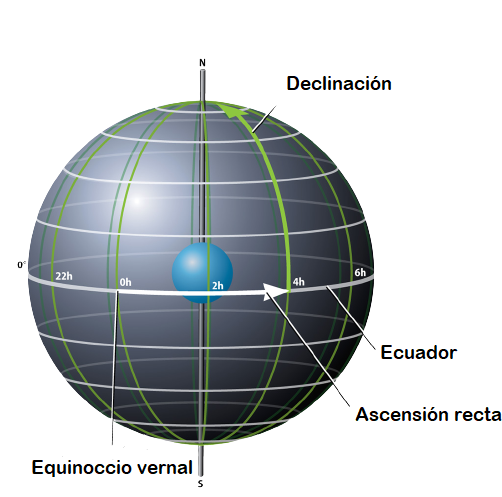 N
Declinación
0°
22h
0h
2h
4h
6h
Ecuador
Ascensión recta
Equinoccio vernal
S